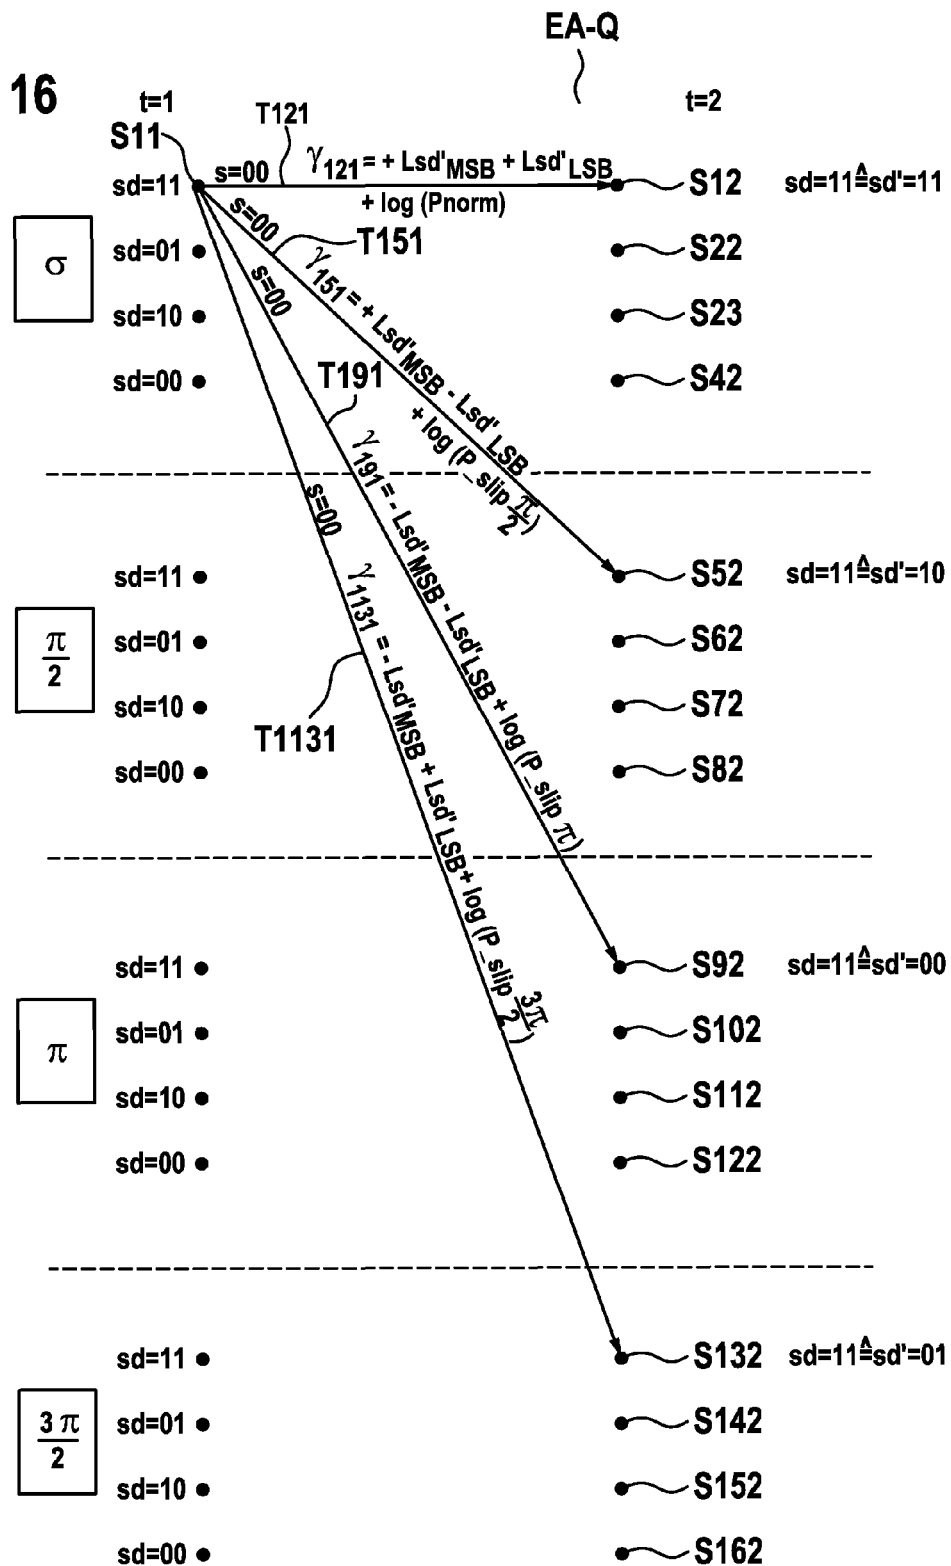 EA-Q
16
t=1
t=2
S11
T121
sd=11
s=00
γ121 = + Lsd'MSB + Lsd'LSB
+ log (Pnorm)
S12
sd=11≙sd'=11
σ
s=00
T151
γ151 = + Lsd'MSB - Lsd'LSB
+ log (P_slip π/2)
sd=01
S22
s=00
sd=10
S23
sd=00
S42
T191
γ191 = - Lsd'MSB - Lsd'LSB + log (P_slip π)
s=00
γ1131 = - Lsd'MSB + Lsd'LSB + log (P_slip 3π/2)
T1131
sd=11
S52
sd=11≙sd'=10
π/2
sd=01
S62
sd=10
S72
sd=00
S82
sd=11
S92
sd=11≙sd'=00
π
sd=01
S102
sd=10
S112
sd=00
S122
sd=11
S132
sd=11≙sd'=01
3π/2
sd=01
S142
sd=10
S152
sd=00
S162